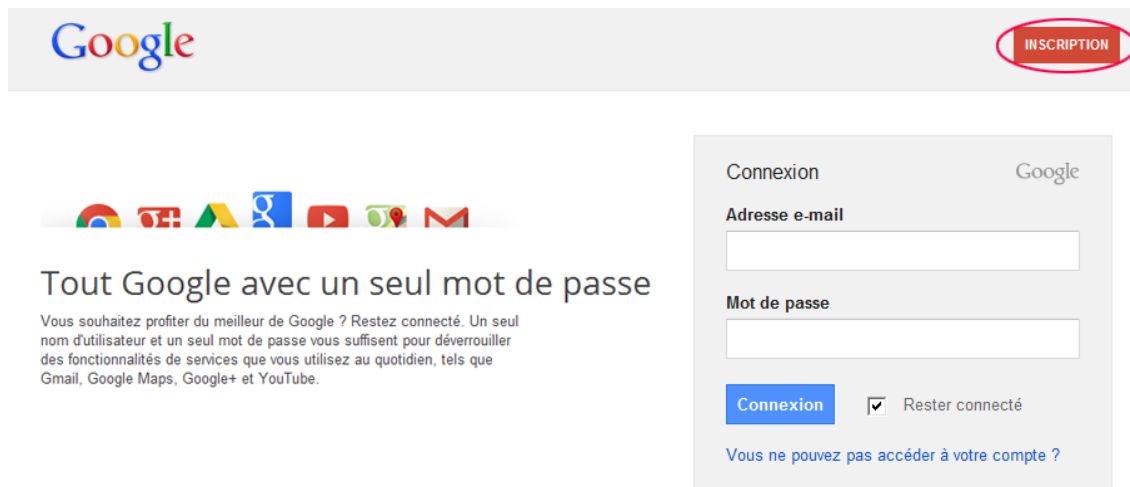 Google
INSCRIPTION
Tout Google avec un seul mot de passe
Vous souhaitez profiter du meilleur de Google ? Restez connecté. Un seul
nom d'utilisateur et un seul mot de passe vous suffisent pour déverrouiller
des fonctionnalités de services que vous utilisez au quotidien, tels que
Gmail, Google Maps, Google+ et YouTube.
Connexion Google
Adresse e-mail
Mot de passe
Connexion Rester connecté
Vous ne pouvez pas accéder à votre compte ?